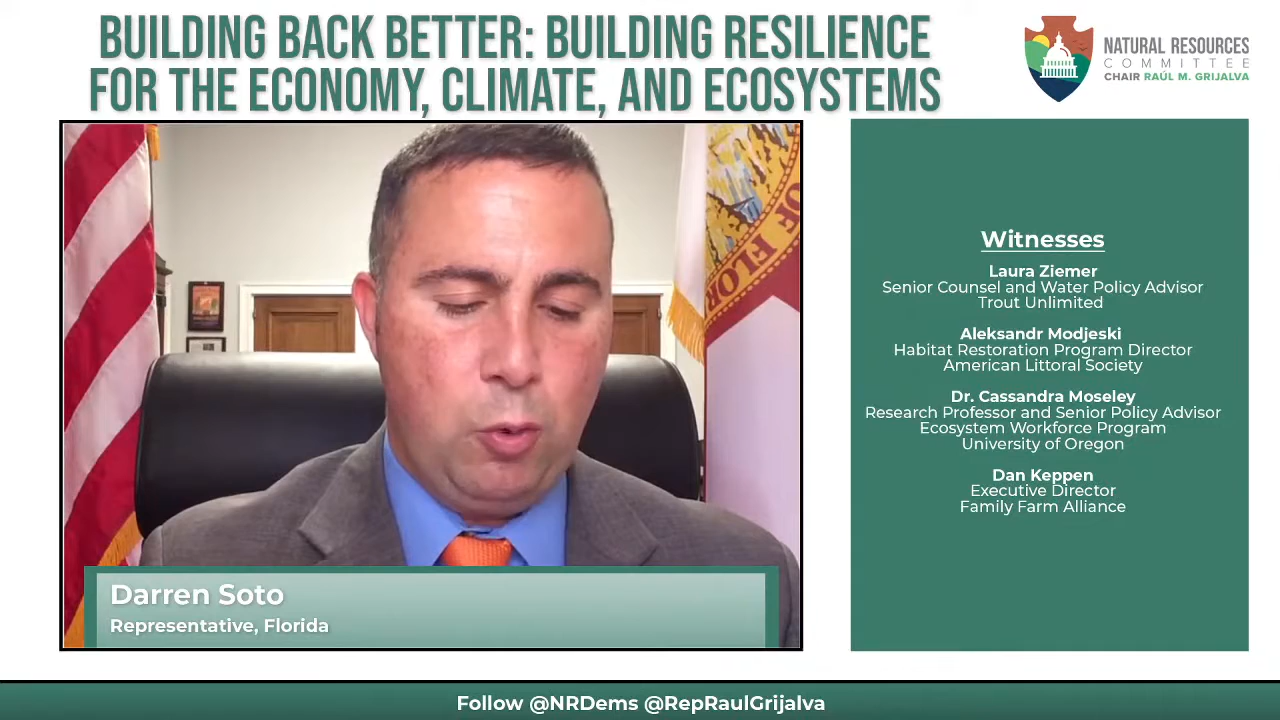 BUILDING BACK BETTER: BUILDING RESILIENCE
FOR THE ECONOMY, CLIMATE, AND ECOSYSTEMS
NATURAL RESOURCES
COMMITTEE
CHAIR RAÚL M. GRIJALVA
OF FLOR
Witnesses
Laura Ziemer
Senior Counsel and Water Policy Advisor
Trout Unlimited
Aleksandr Modjeski
Habitat Restoration Program Director
American Littoral Society
Dr. Cassandra Moseley
Research Professor and Senior Policy Advisor
Ecosystem Workforce Program
University of Oregon
Dan Keppen
Executive Director
Family Farm Alliance
Darren Soto
Representative, Florida
Follow @NRDems @RepRaulGrijalva